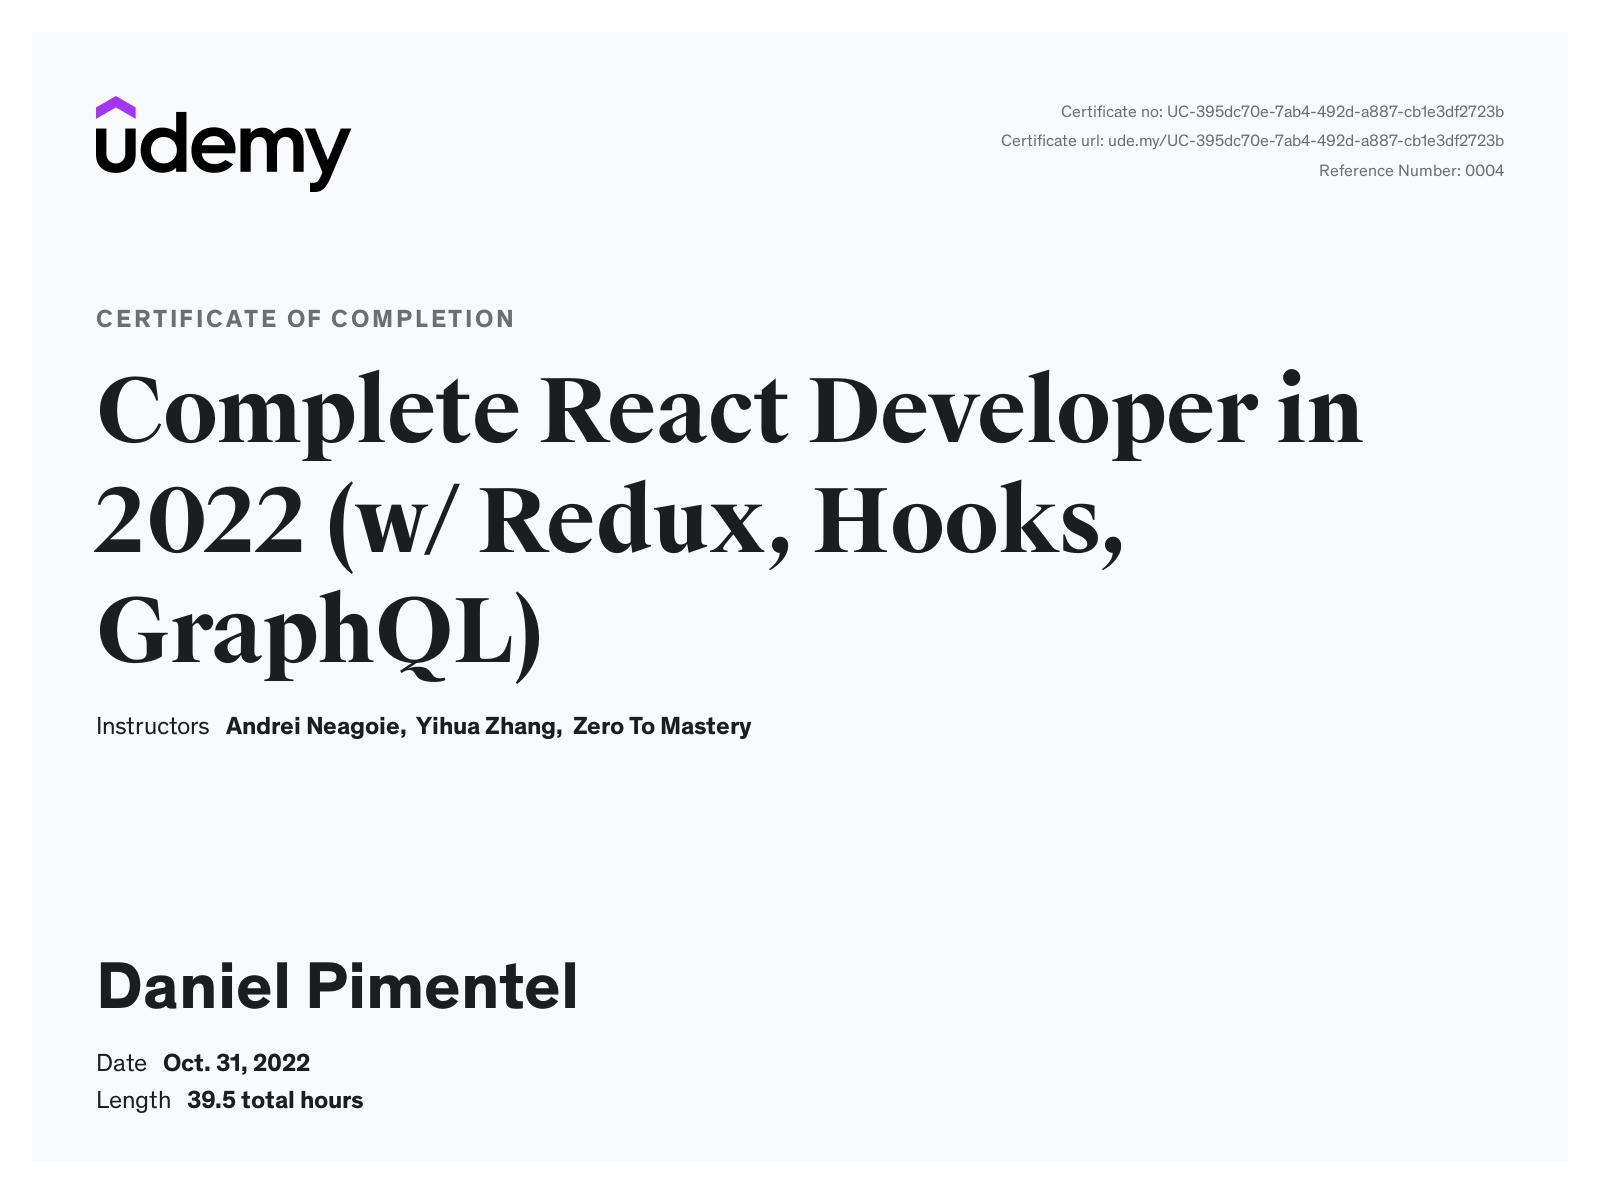 udemy
Certificate no: UC-395dc70e-7ab4-492d-a887-cb1e3df2723b
Certificate url: ude.my/UC-395dc70e-7ab4-492d-a887-cb1e3df2723b
Reference Number: 0004
CERTIFICATE OF COMPLETION
Complete React Developer in
2022 (w/ Redux, Hooks,
GraphQL)
Instructors Andrei Neagoie, Yihua Zhang, Zero To Mastery
Daniel Pimentel
Date Oct. 31, 2022
Length 39.5 total hours